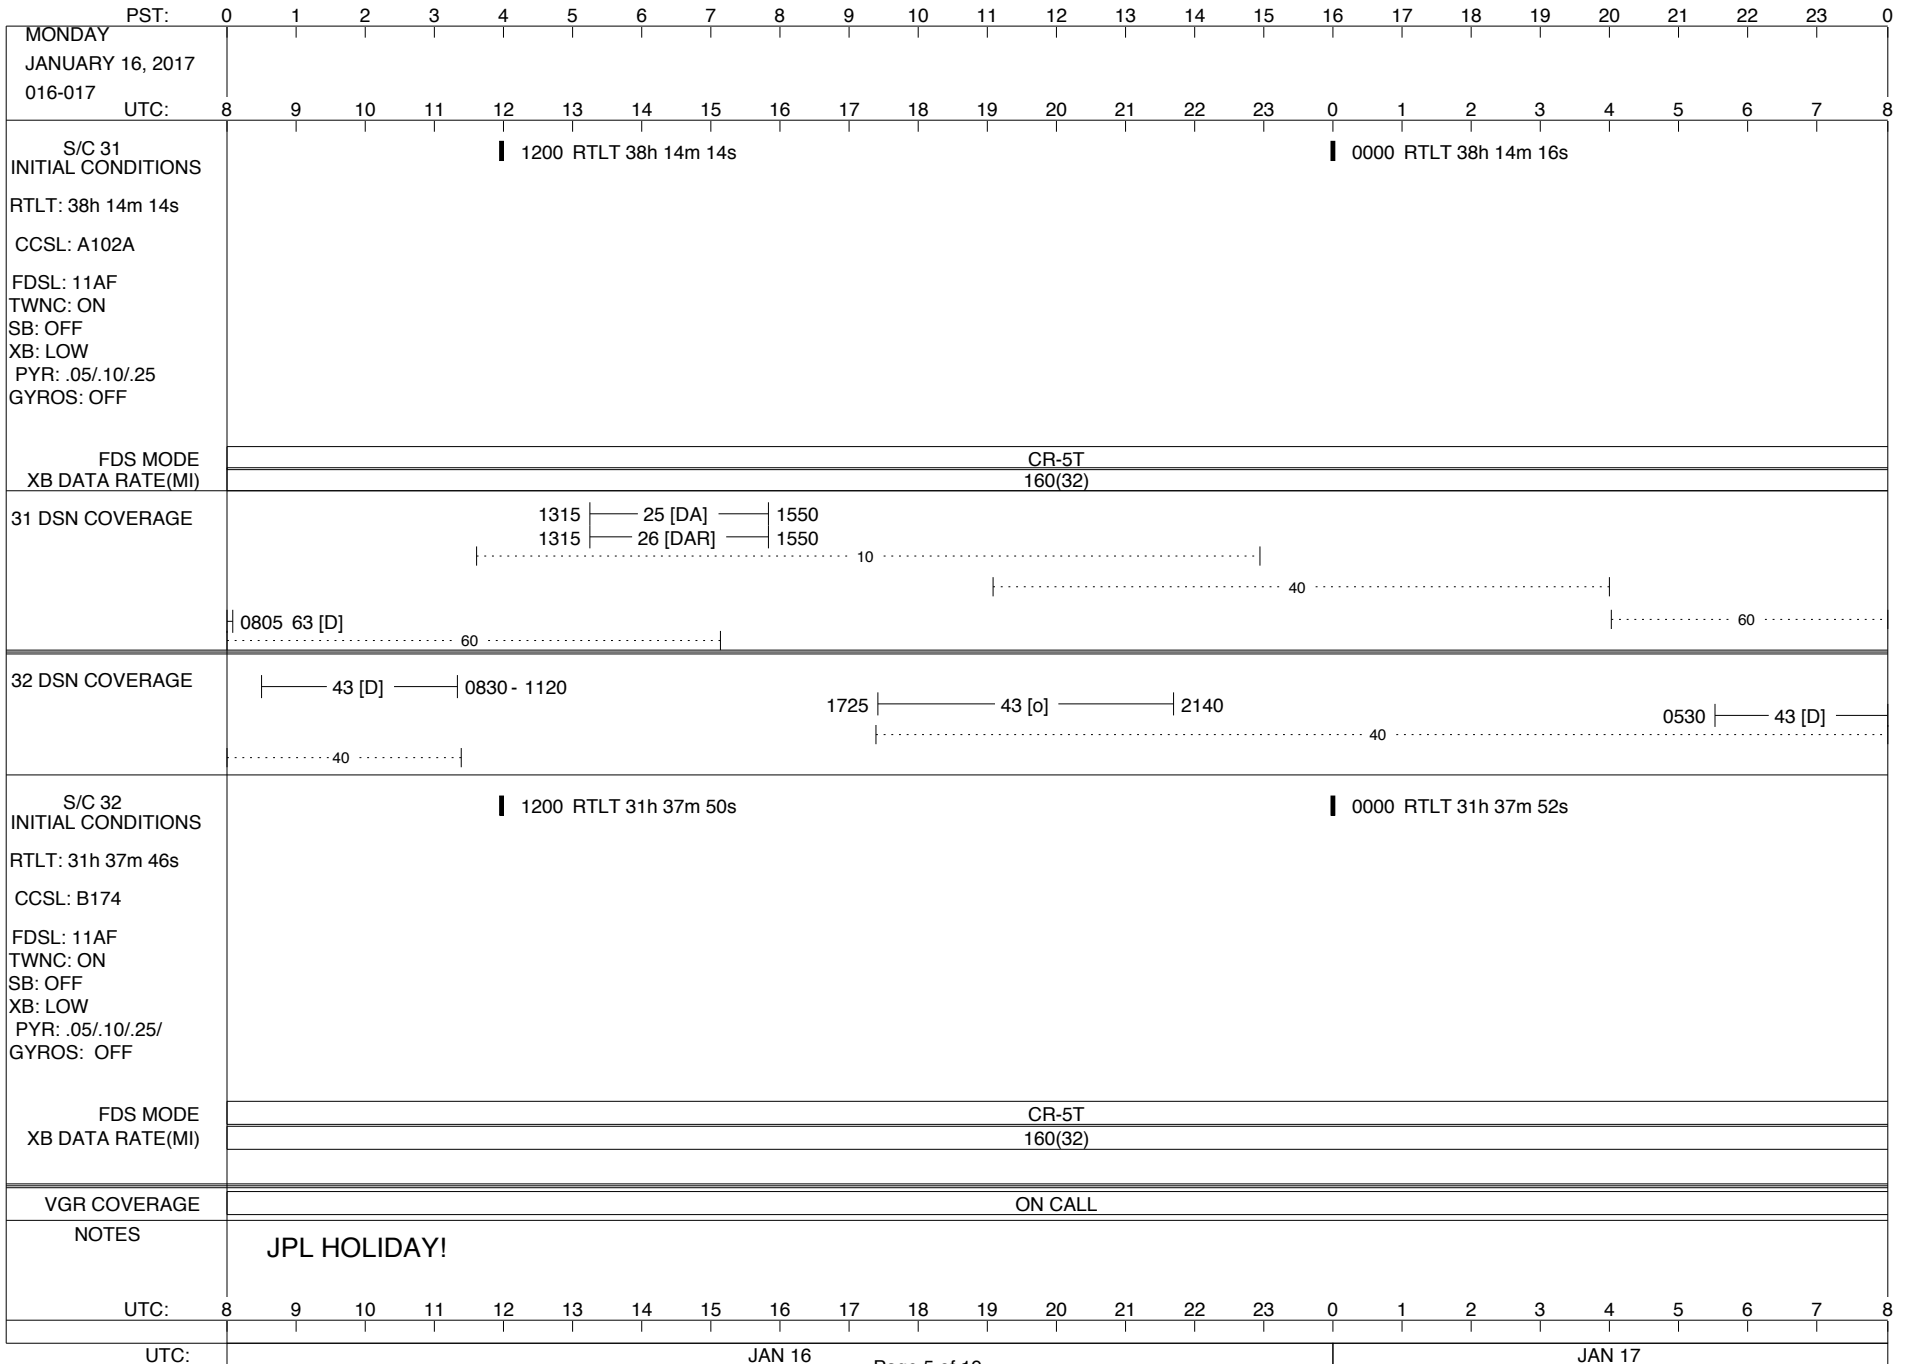 PST: 0 1 2 3 4 5 6 7 8 9 10 11 12 13 14 15 16 17 18 19 20 21 22 23 0
MONDAY
JANUARY 16, 2017
016-017
UTC: 8 9 10 11 12 13 14 15 16 17 18 19 20 21 22 23 0 1 2 3 4 5 6 7 8
S/C 31
INITIAL CONDITIONS
1200 RTLT 38h 14m 14s
0000 RTLT 38h 14m 16s
RTLT: 38h 14m 14s
CCSL: A102A
FDSL: 11AF
TWNC: ON
SB: OFF
XB: LOW
PYR: .05/.10/.25
GYROS: OFF
FDS MODE CR-5T
XB DATA RATE(MI) 160(32)
31 DSN COVERAGE
1315 25 [DA] 1550
1315 26 [DAR] 1550
10
40
0805 63 [D]
60
60
32 DSN COVERAGE
43 [D] 0830 - 1120
1725 43 [o] 2140
0530 43 [D]
40
40
S/C 32
INITIAL CONDITIONS
1200 RTLT 31h 37m 50s
0000 RTLT 31h 37m 52s
RTLT: 31h 37m 46s
CCSL: B174
FDSL: 11AF
TWNC: ON
SB: OFF
XB: LOW
PYR: .05/.10/.25/
GYROS: OFF
FDS MODE CR-5T
XB DATA RATE(MI) 160(32)
VGR COVERAGE ON CALL
NOTES
JPL HOLIDAY!
UTC: 8 9 10 11 12 13 14 15 16 17 18 19 20 21 22 23 0 1 2 3 4 5 6 7 8
UTC: JAN 16 JAN 17